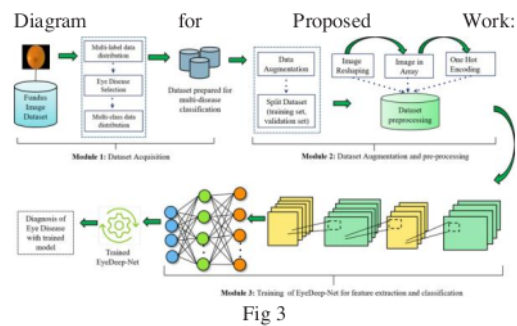 Diagram for Proposed Work:
Fundus
Image
Dataset
Multi-label data
distribution
Eye Disease
Selection
Multi-class data
distribution
Dataset prepared for
multi-disease
classification
Module 1: Dataset Acquisition
Data
Augmentation
Split Dataset
(training set,
validation set)
Image
Reshaping
Image in
Array
One Hot
Encoding
Dataset
preprocessing
Module 2: Dataset Augmentation and pre-processing
Diagnosis of
Eye Disease
with trained
model
Trained
EyeDeep-Net
Module 3: Training of EyeDeep-Net for feature extraction and classification
Fig 3